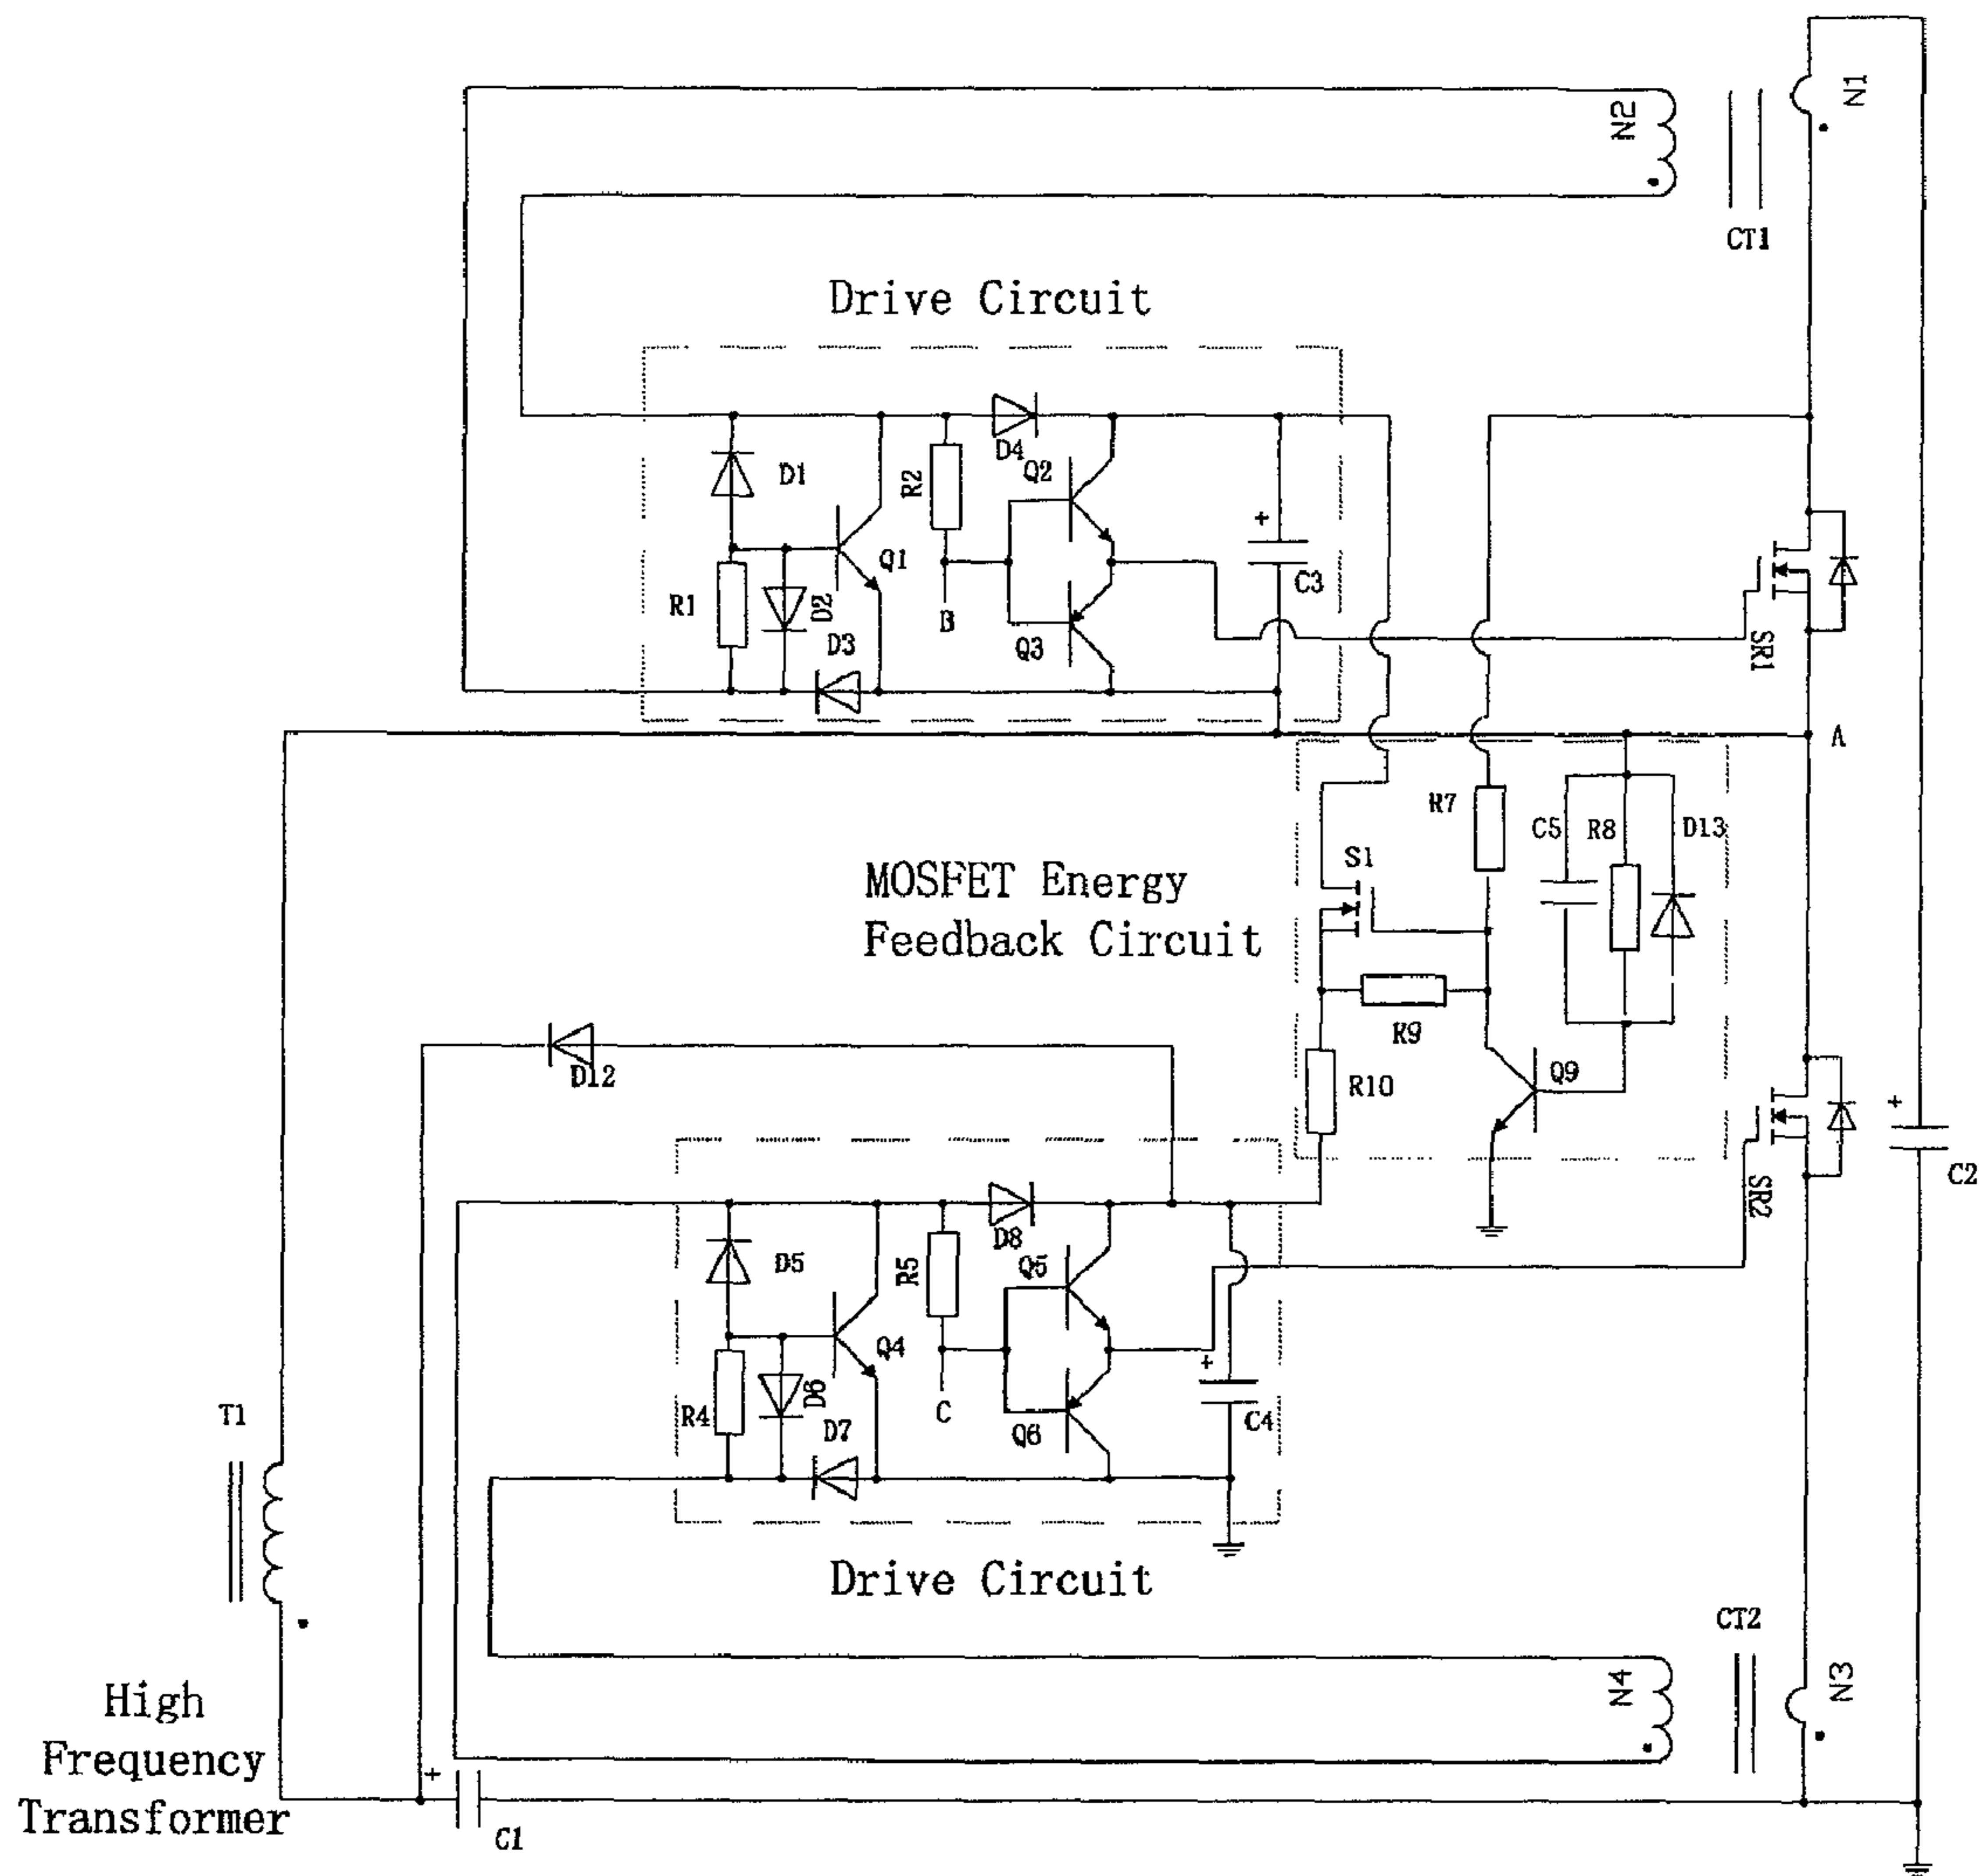 N1
N2
CT1
Drive Circuit
D1
R2
D4
Q2
+
Q1
C3
R1
D2
B
Q3
D3
SR1
A
R7
C5
R8
D13
S1
MOSFET Energy
Feedback Circuit
R9
D12
R10
Q9
+
C2
SR2
D5
R5
D8
Q5
Q4
+
R4
D6
D7
C
Q6
C4
T1
Drive Circuit
CT2
N4
N3
High
Frequency
Transformer
+
C1